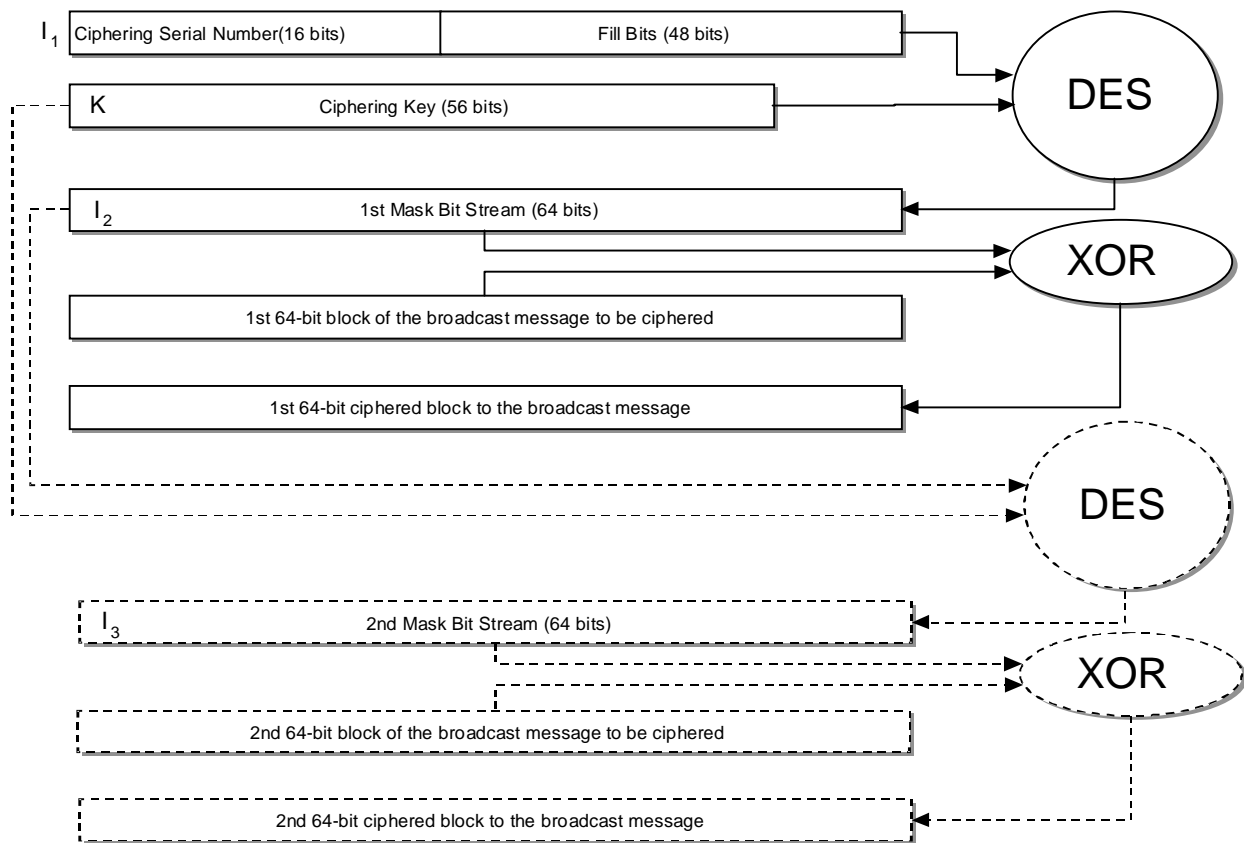 I1 Ciphering Serial Number(16 bits) Fill Bits (48 bits)
DES
K Ciphering Key (56 bits)
I2 1st Mask Bit Stream (64 bits)
XOR
1st 64-bit block of the broadcast message to be ciphered
1st 64-bit ciphered block to the broadcast message
DES
I3 2nd Mask Bit Stream (64 bits)
XOR
2nd 64-bit block of the broadcast message to be ciphered
2nd 64-bit ciphered block to the broadcast message